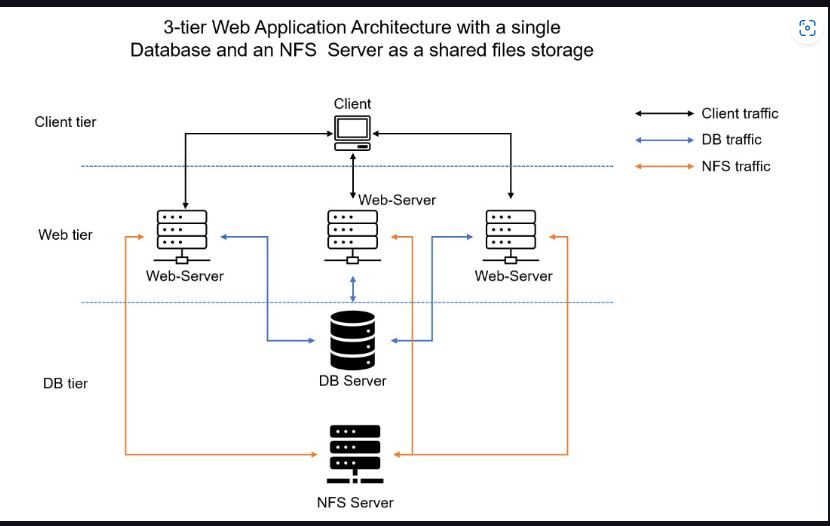 3-tier Web Application Architecture with a single
Database and an NFS Server as a shared files storage
Client
Client tier
Client traffic
DB traffic
NFS traffic
Web-Server
Web tier
Web-Server
Web-Server
DB Server
DB tier
NFS Server